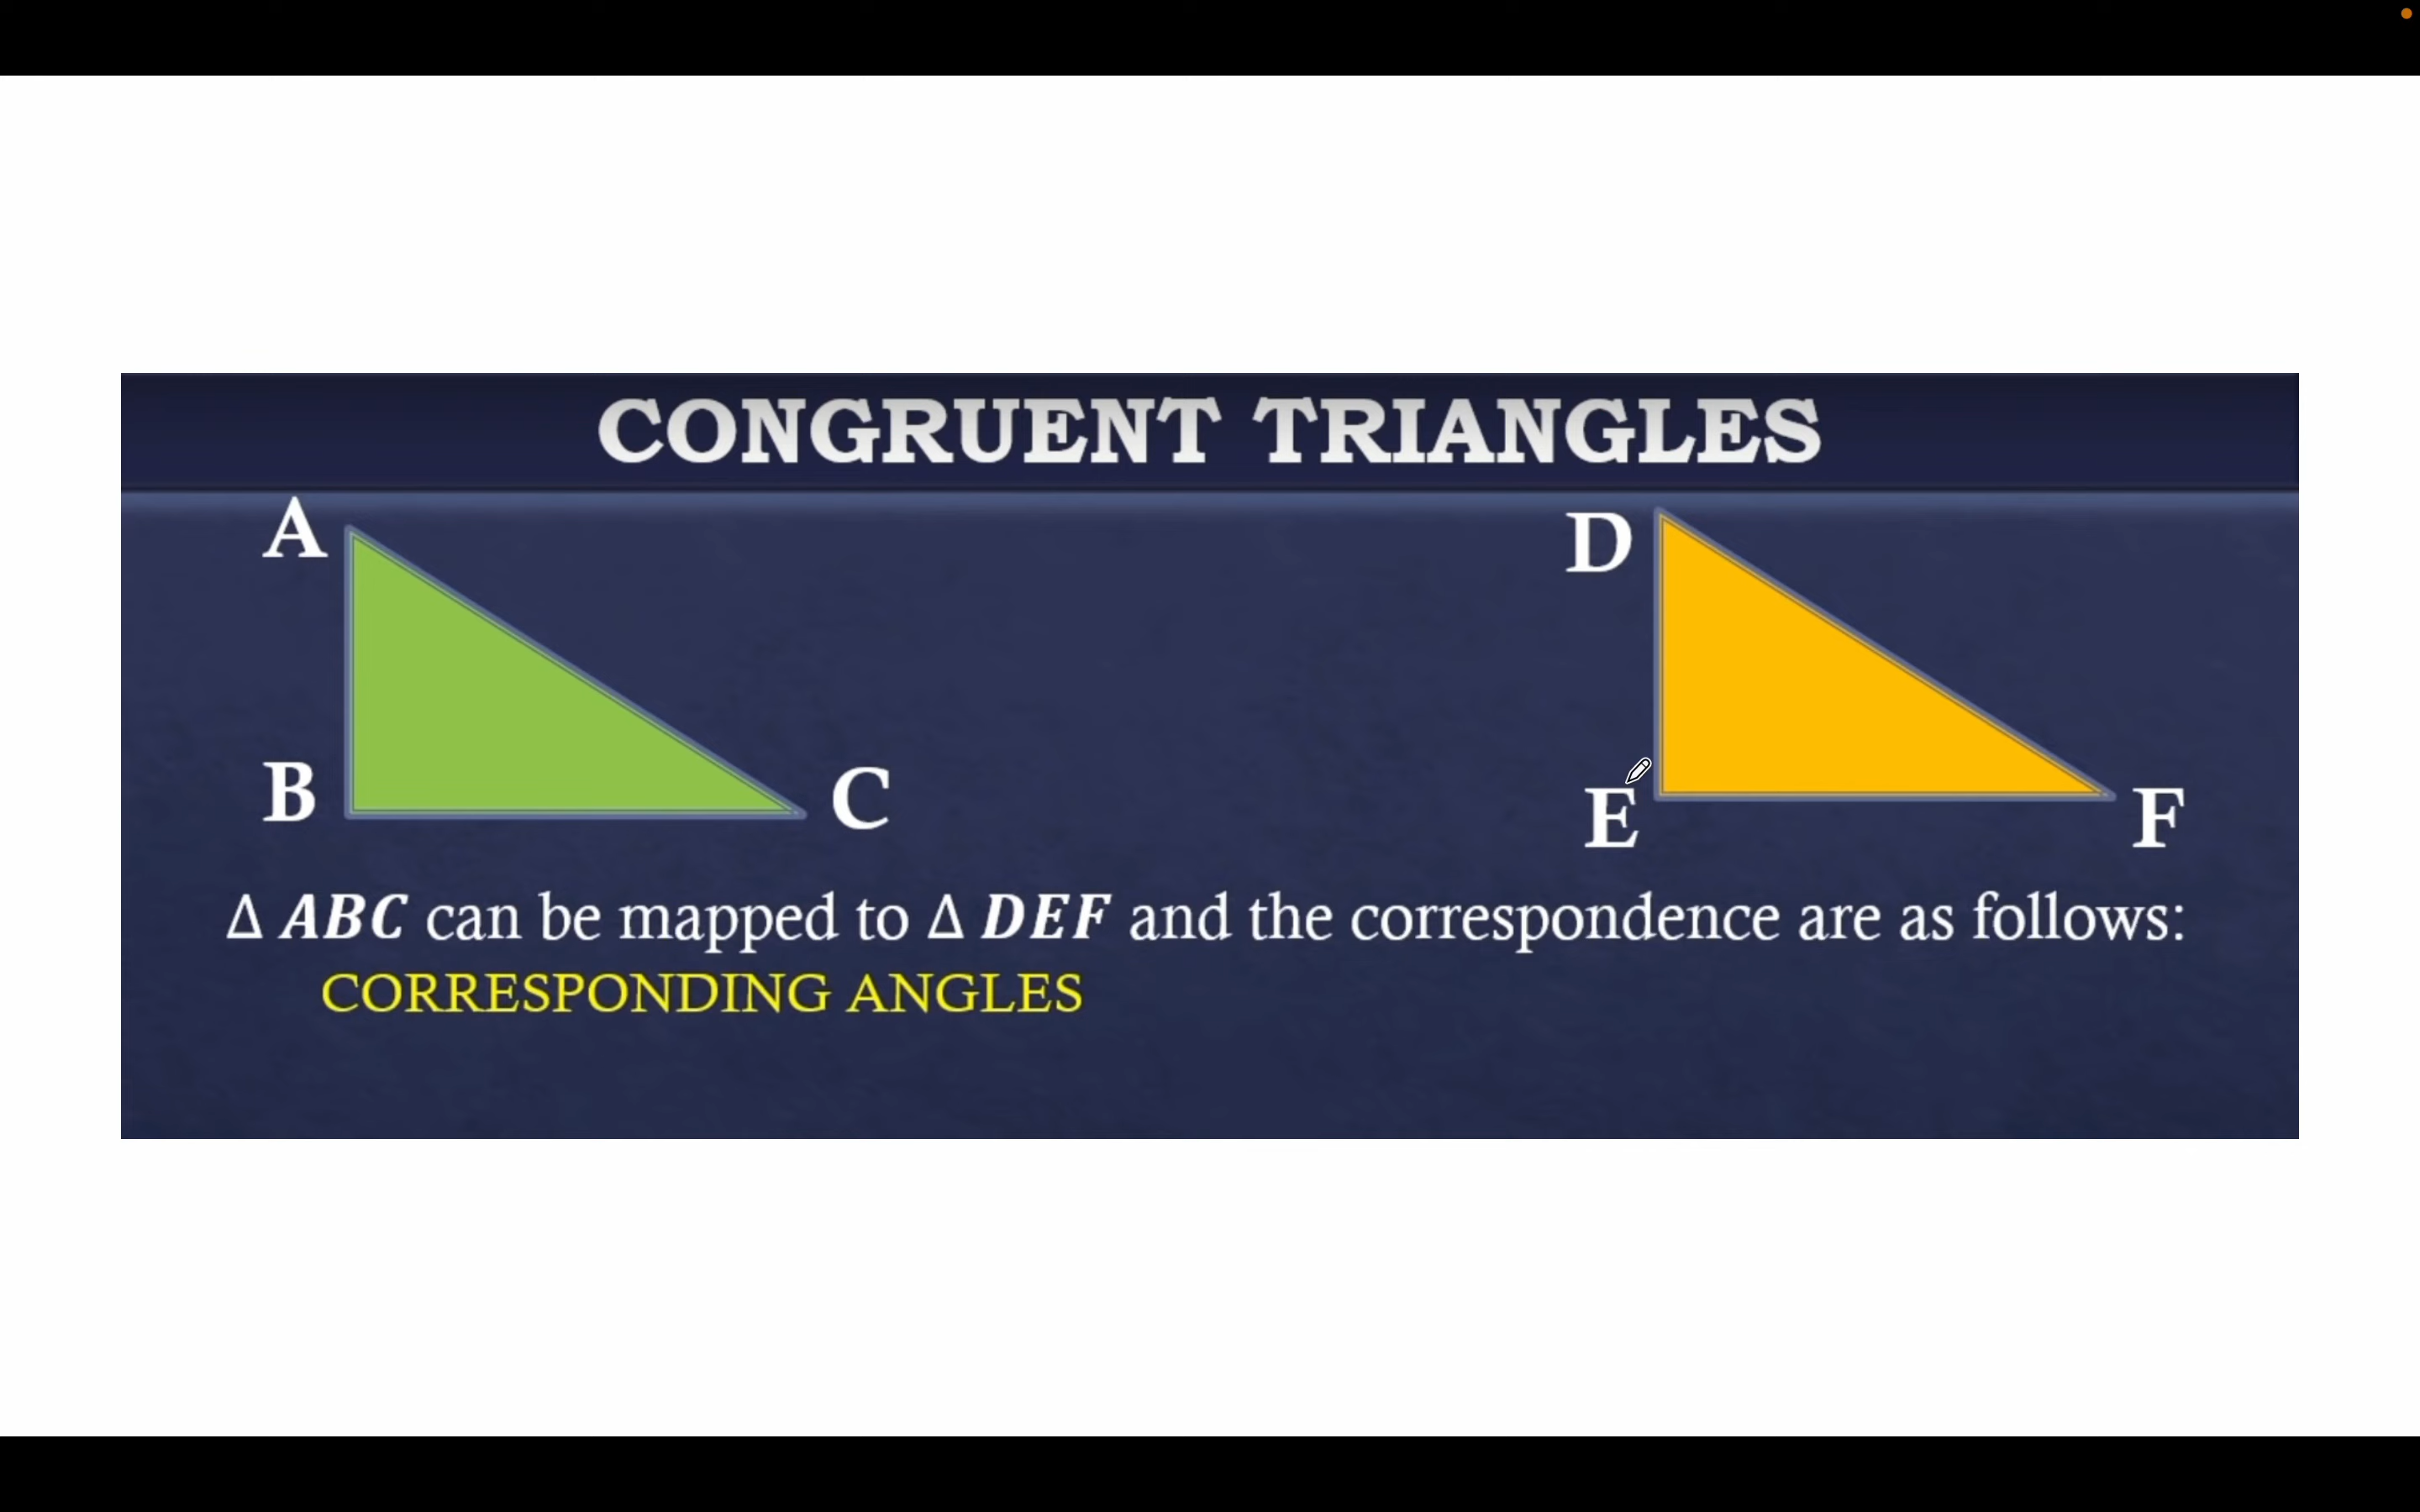 CONGRUENT TRIANGLES
A
D
B
C
E
F
Δ ABC can be mapped to Δ DEF and the correspondence are as follows:
CORRESPONDING ANGLES